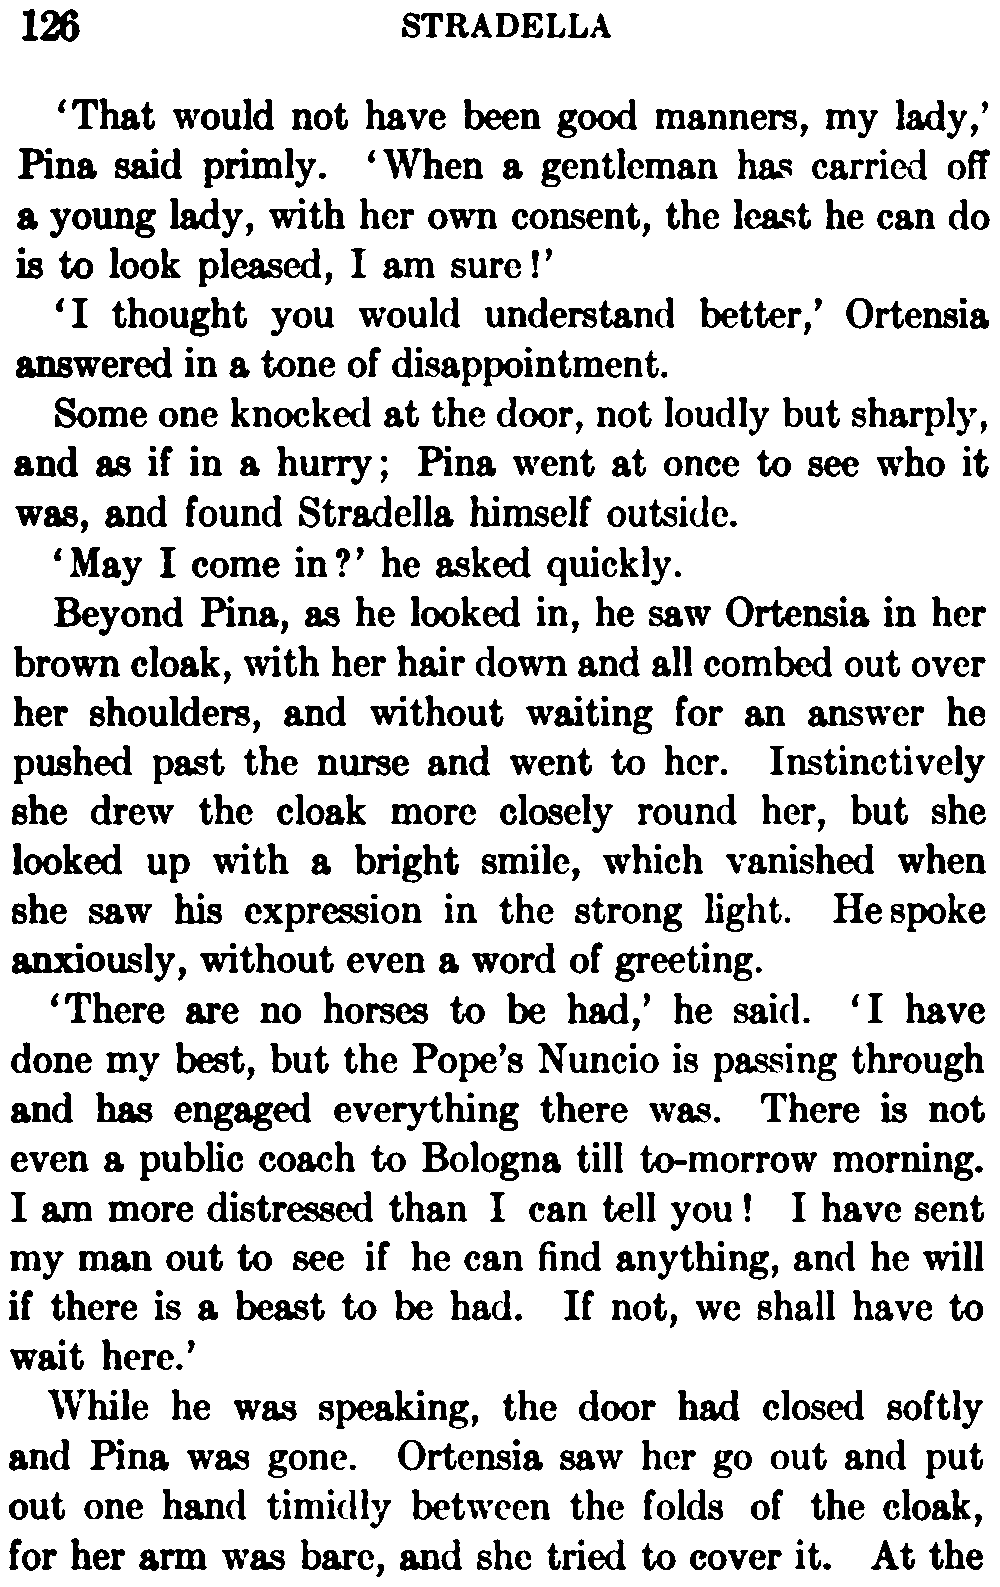 126 STRADELLA
‘That would not have been good manners, my lady,’
Pina said primly. ‘When a gentleman has carried off
a young lady, with her own consent, the least he can do
is to look pleased, I am sure!’
‘I thought you would understand better,’ Ortensia
answered in a tone of disappointment.
Some one knocked at the door, not loudly but sharply,
and as if in a hurry; Pina went at once to see who it
was, and found Stradella himself outside.
‘May I come in?’ he asked quickly.
Beyond Pina, as he looked in, he saw Ortensia in her
brown cloak, with her hair down and all combed out over
her shoulders, and without waiting for an answer he
pushed past the nurse and went to her. Instinctively
she drew the cloak more closely round her, but she
looked up with a bright smile, which vanished when
she saw his expression in the strong light. He spoke
anxiously, without even a word of greeting.
‘There are no horses to be had,’ he said. ‘I have
done my best, but the Pope’s Nuncio is passing through
and has engaged everything there was. There is not
even a public coach to Bologna till to-morrow morning.
I am more distressed than I can tell you! I have sent
my man out to see if he can find anything, and he will
if there is a beast to be had. If not, we shall have to
wait here.’
While he was speaking, the door had closed softly
and Pina was gone. Ortensia saw her go out and put
out one hand timidly between the folds of the cloak,
for her arm was bare, and she tried to cover it. At the